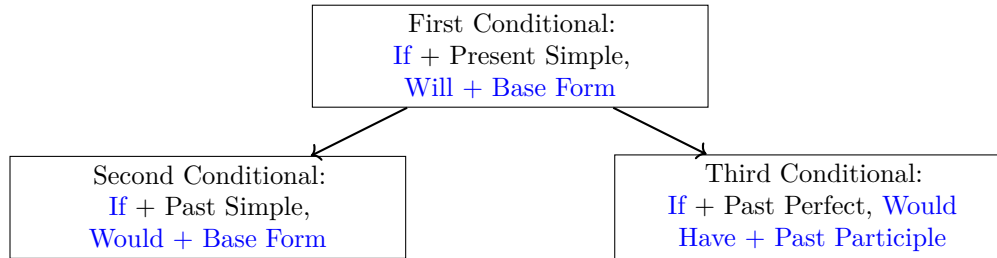 First Conditional:
If + Present Simple,
Will + Base Form
Second Conditional:
If + Past Simple,
Would + Base Form
Third Conditional:
If + Past Perfect, Would
Have + Past Participle